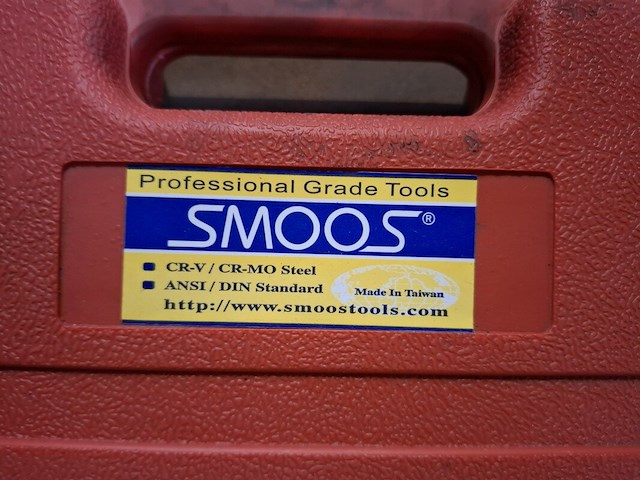 Professional Grade Tools
SMOOS®
CR-V / CR-MO Steel
ANSI / DIN Standard
Made In Taiwan
http://www.smoostools.com